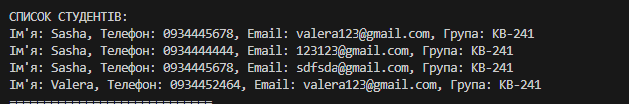 СПИСОК СТУДЕНТІВ:
Ім'я: Sasha, Телефон: 0934445678, Email: valera123@gmail.com, Група: КВ-241
Ім'я: Sasha, Телефон: 0934444444, Email: 123123@gmail.com, Група: КВ-241
Ім'я: Sasha, Телефон: 0934445678, Email: sdfsda@gmail.com, Група: КВ-241
Ім'я: Valera, Телефон: 0934452464, Email: valera123@gmail.com, Група: КВ-241
==============================